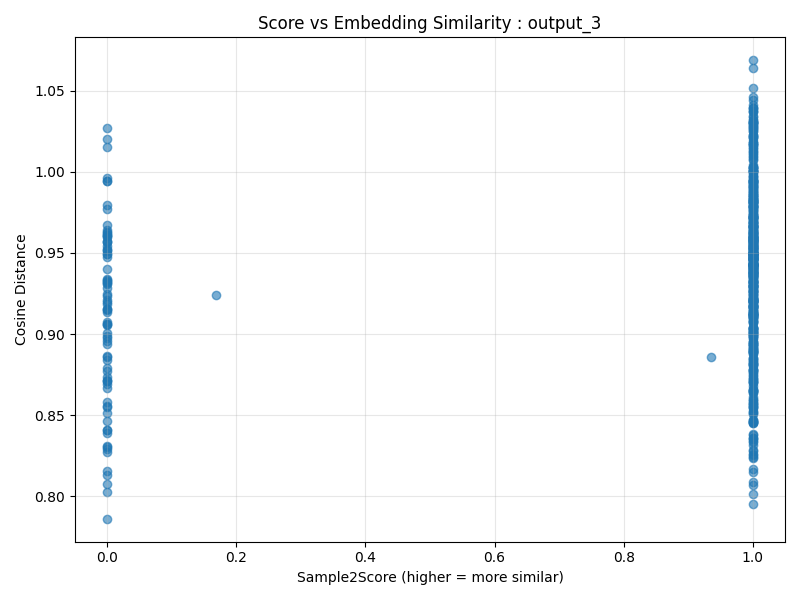 Score vs Embedding Similarity : output_3
Cosine Distance
1.05
1.00
0.95
0.90
0.85
0.80
0.0 0.2 0.4 0.6 0.8 1.0
Sample2Score (higher = more similar)